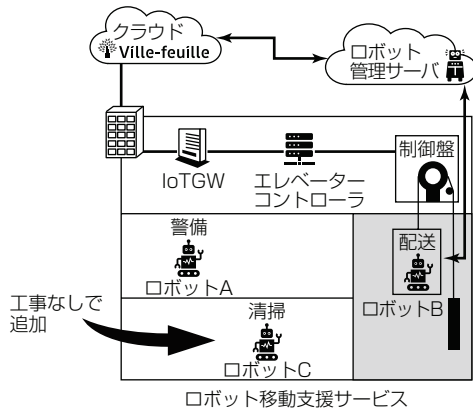 クラウド
Ville-feuille
ロボット
管理サーバ
IoTGW
エレベーター
コントローラ
制御盤
警備
ロボットA
配送
ロボットB
工事なしで
追加
清掃
ロボットC
ロボット移動支援サービス